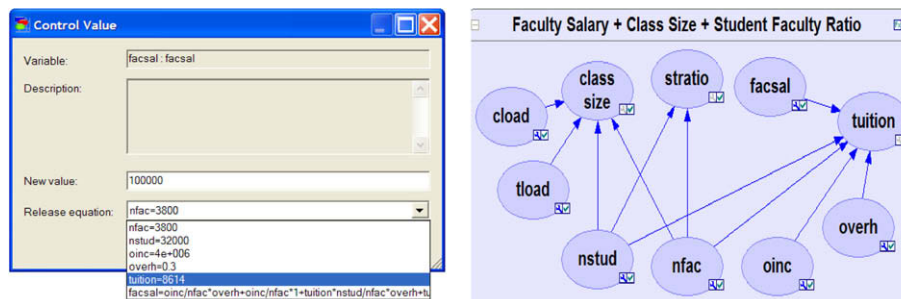 Control Value
Variable:
facsal : facsal
Description:
New value:
100000
Release equation:
nfac=3800
nfac=3800
nstud=32000
oinc=4e+006
overh=0.3
tuition=8614
facsal=oinc/nfac*overh+oinc/nfac*1+tuition*nstud/nfac*overh+tu
Faculty Salary + Class Size + Student Faculty Ratio
class
size
stratio
facsal
cload
tuition
tload
overh
nstud
nfac
oinc